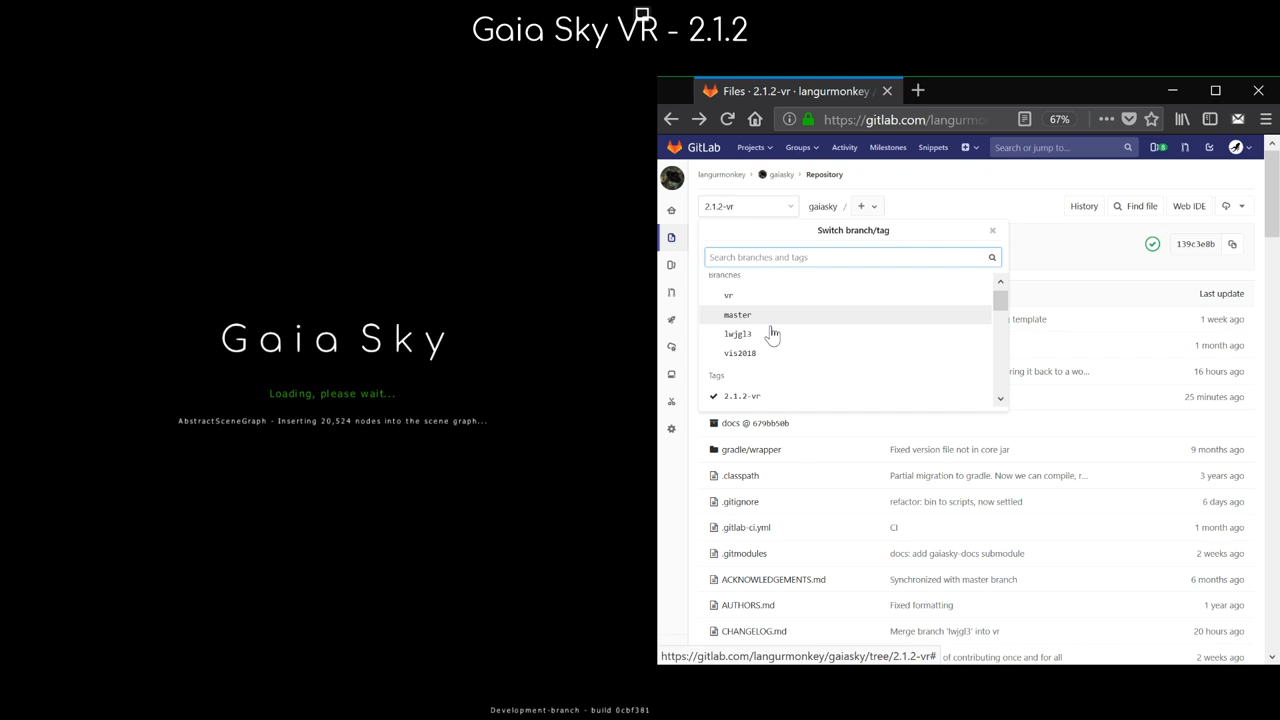 Gaia Sky VR - 2.1.2
Gaia Sky
Loading, please wait...
AbstractSceneGraph - Inserting 20,524 nodes into the scene graph...
Development-branch - build 0cbf381
Files · 2.1.2-vr · langurmonkey /
https://gitlab.com/langurmo
67%
GitLab Projects Groups Activity Milestones Snippets Search or jump to... 8
langurmonkey gaiasky Repository
2.1.2-vr gaiasky / + History Find file Web IDE
Switch branch/tag
Search branches and tags
139c3e8b
Branches
vr
Last update
master
template 1 week ago
lwjgl3
1 month ago
vis2018
ring it back to a wo... 16 hours ago
Tags
2.1.2-vr
25 minutes ago
docs @ 679bb50b
gradle/wrapper Fixed version file not in core jar 9 months ago
.classpath Partial migration to gradle. Now we can compile, r... 3 years ago
.gitignore refactor: bin to scripts, now settled 6 days ago
.gitlab-ci.yml CI 1 month ago
.gitmodules docs: add gaiasky-docs submodule 2 weeks ago
ACKNOWLEDGEMENTS.md Synchronized with master branch 6 months ago
AUTHORS.md Fixed formatting 1 year ago
CHANGELOG.md Merge branch 'lwjgl3' into vr 20 hours ago
https://gitlab.com/langurmonkey/gaiasky/tree/2.1.2-vr# of contributing once and for all 2 weeks ago